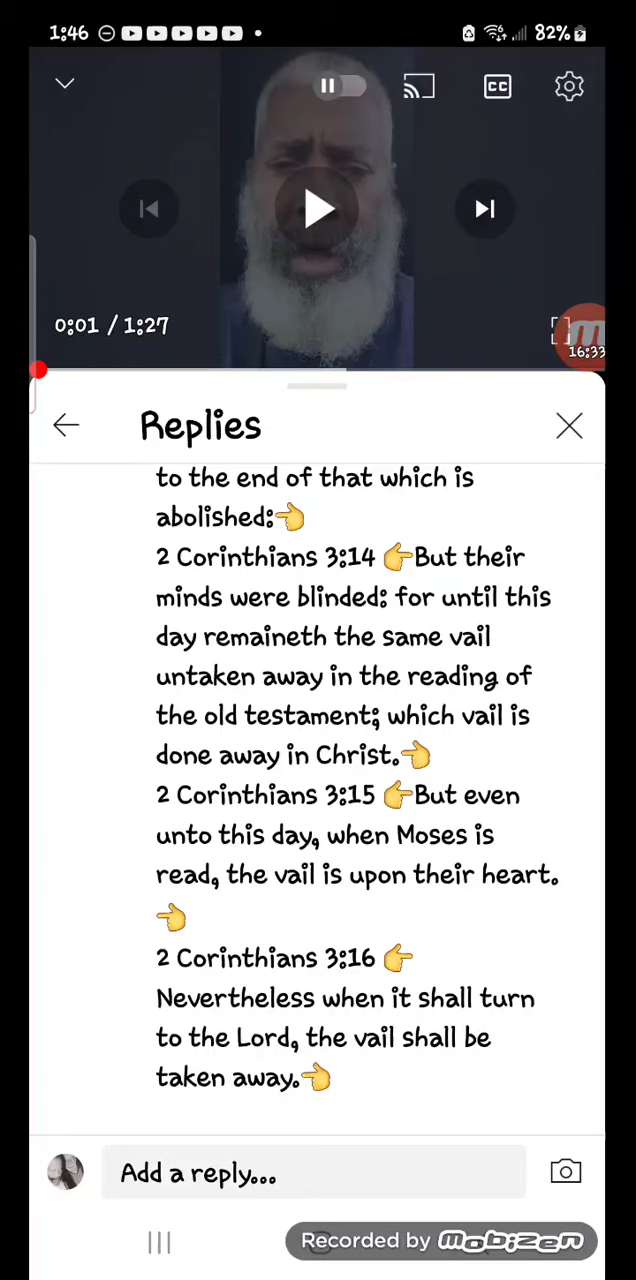 1:46
82%
CC
0:01 / 1:27
16:33
Replies
to the end of that which is
abolished:👈
2 Corinthians 3:14 👉But their
minds were blinded: for until this
day remaineth the same vail
untaken away in the reading of
the old testament; which vail is
done away in Christ.👈
2 Corinthians 3:15 👉But even
unto this day, when Moses is
read, the vail is upon their heart.
👈
2 Corinthians 3:16 👉
Nevertheless when it shall turn
to the Lord, the vail shall be
taken away.👈
Add a reply...
Recorded by mobizen